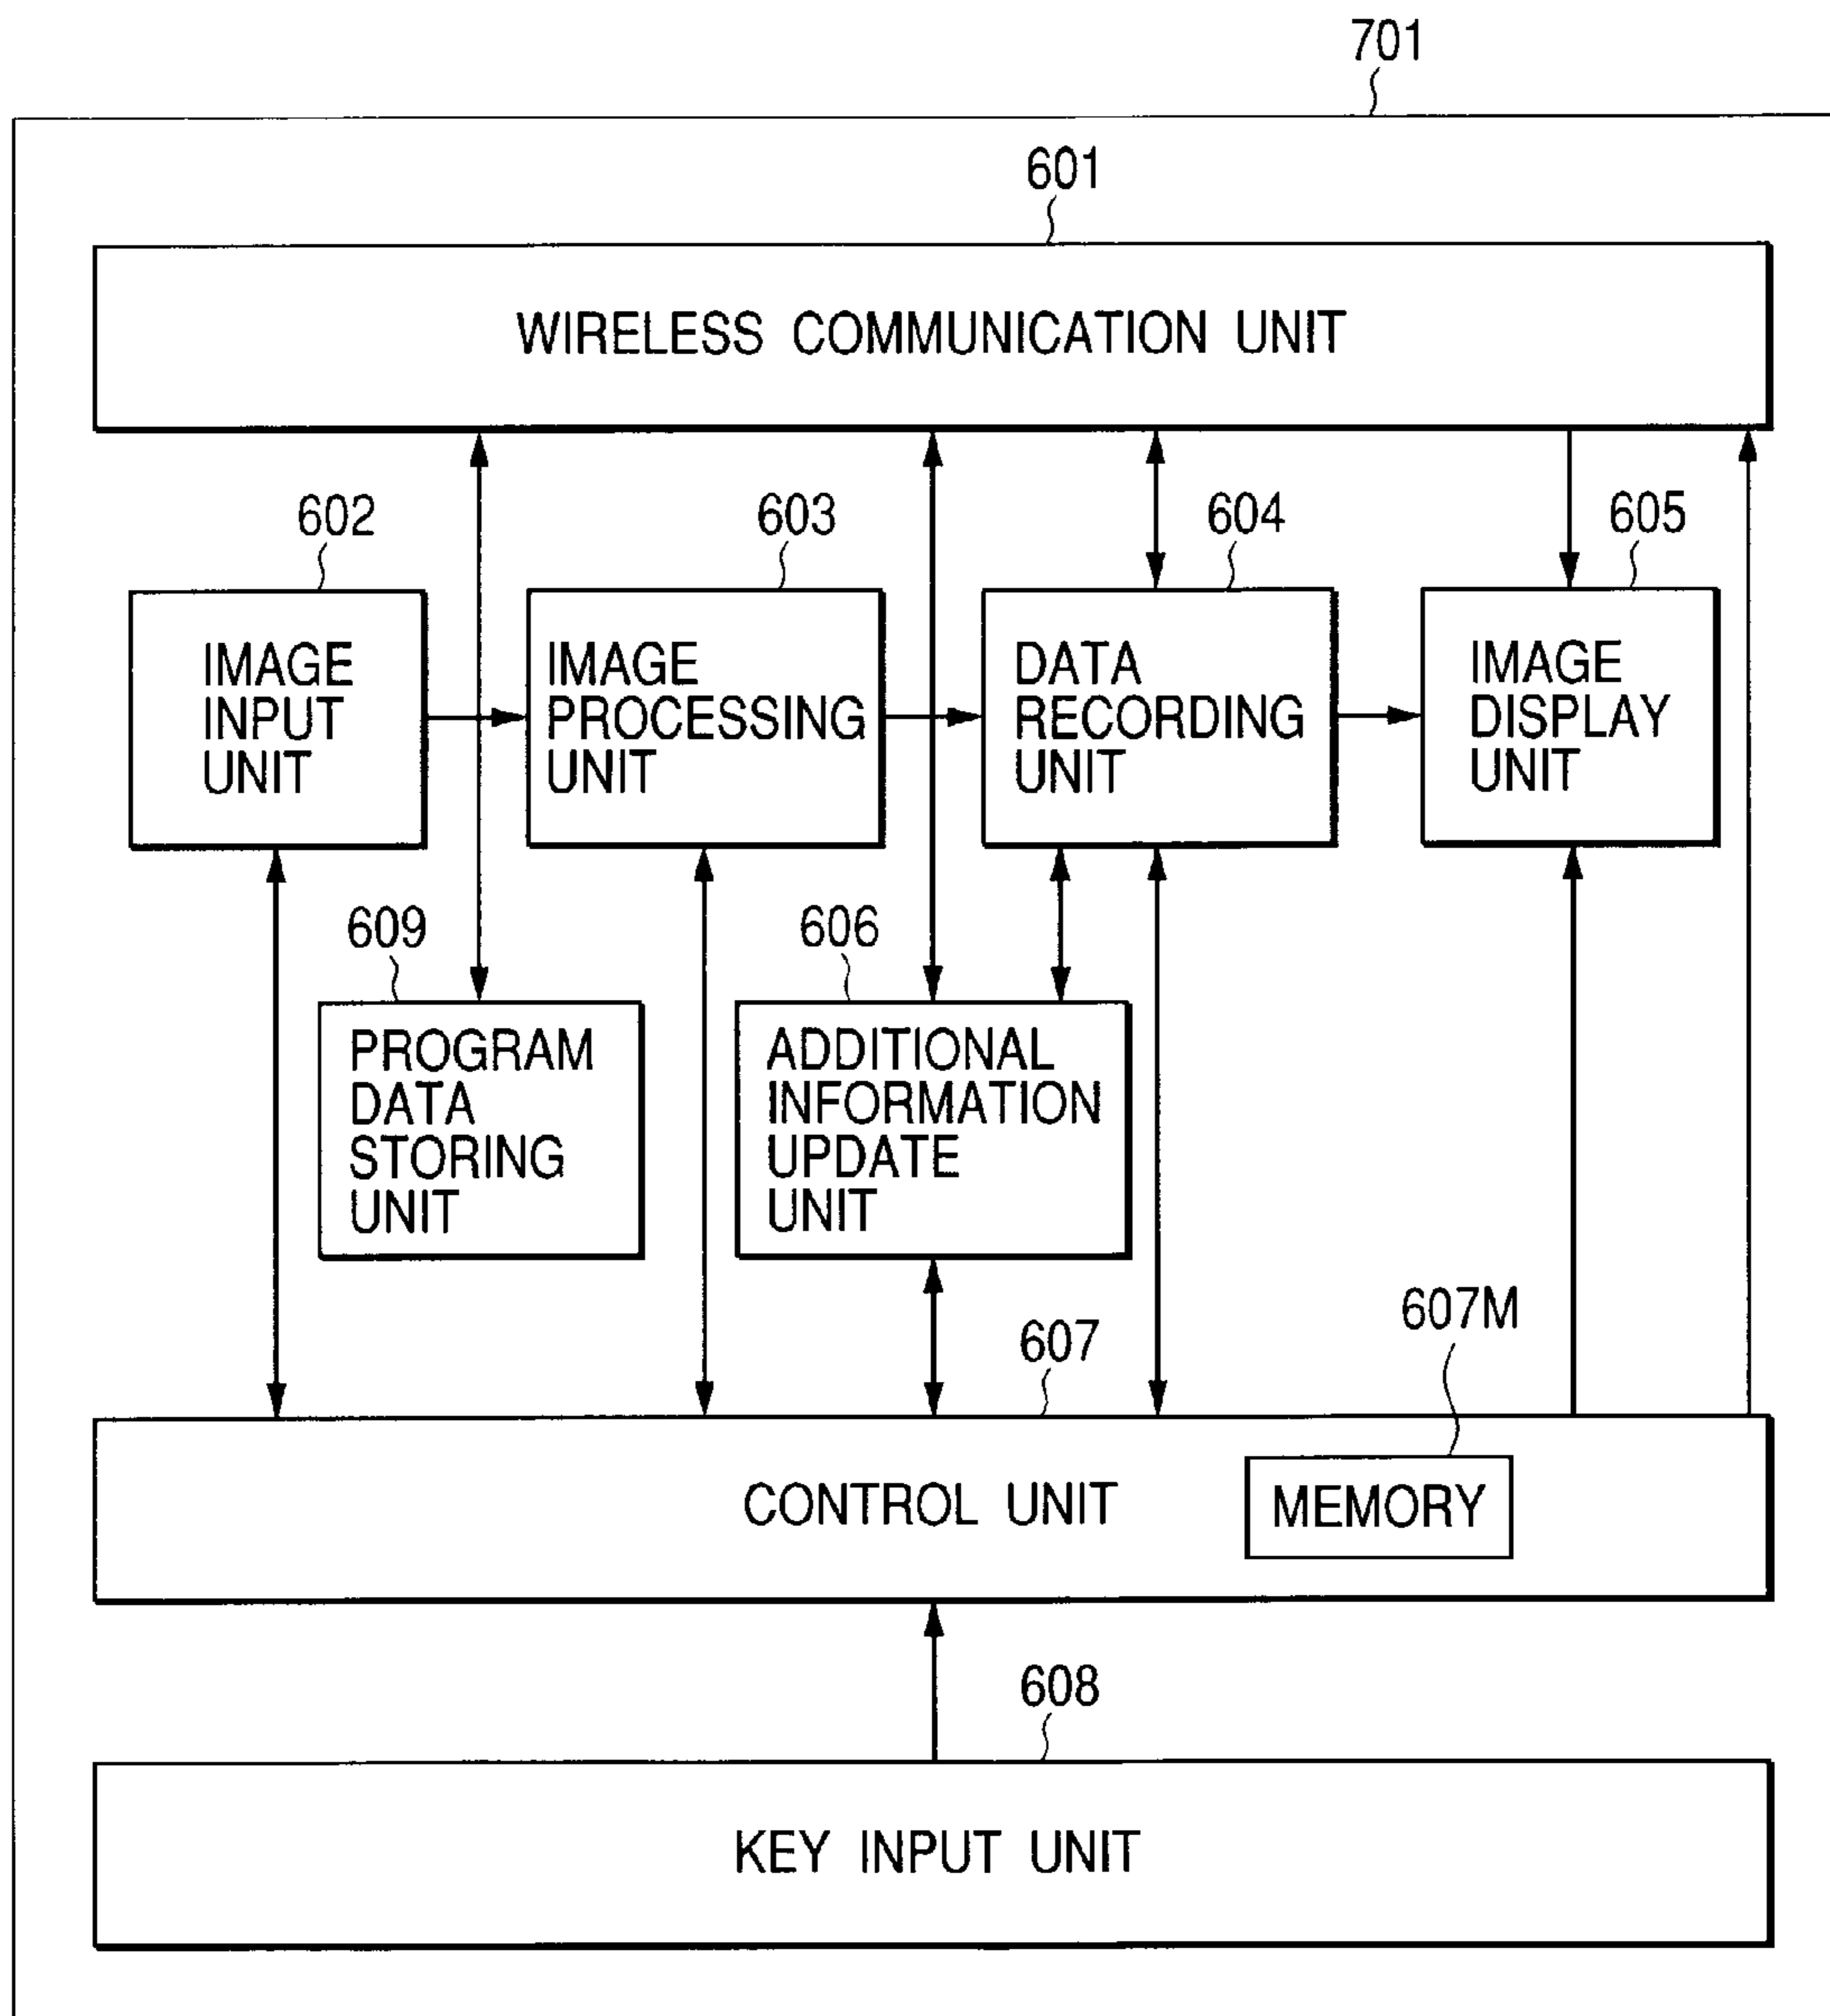 701
601
WIRELESS COMMUNICATION UNIT
602
603
604
605
IMAGE
INPUT
UNIT
IMAGE
PROCESSING
UNIT
DATA
RECORDING
UNIT
IMAGE
DISPLAY
UNIT
609
606
PROGRAM
DATA
STORING
UNIT
ADDITIONAL
INFORMATION
UPDATE
UNIT
607
607M
CONTROL UNIT
MEMORY
608
KEY INPUT UNIT